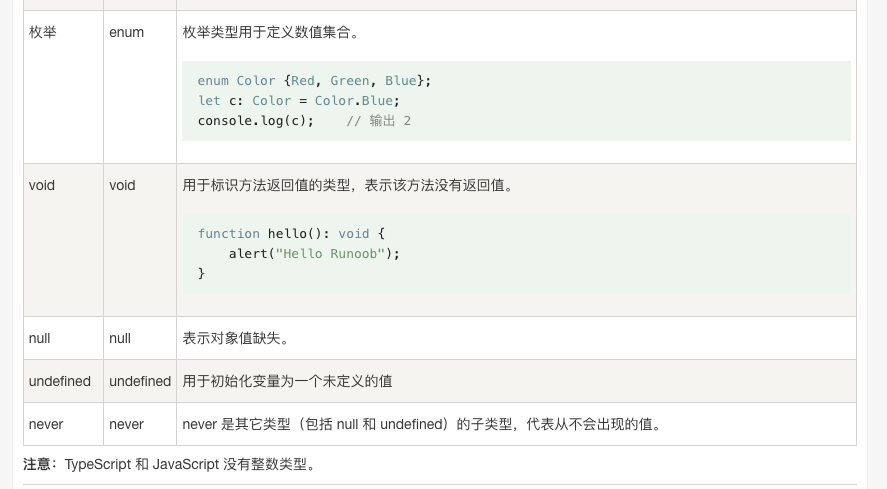 枚举 enum 枚举类型用于定义数值集合。
enum Color {Red, Green, Blue};
let c: Color = Color.Blue;
console.log(c);    // 输出 2
void void 用于标识方法返回值的类型，表示该方法没有返回值。
function hello(): void {
    alert("Hello Runoob");
}
null null 表示对象值缺失。
undefined undefined 用于初始化变量为一个未定义的值
never never never 是其它类型（包括 null 和 undefined）的子类型，代表从不会出现的值。
注意：TypeScript 和 JavaScript 没有整数类型。